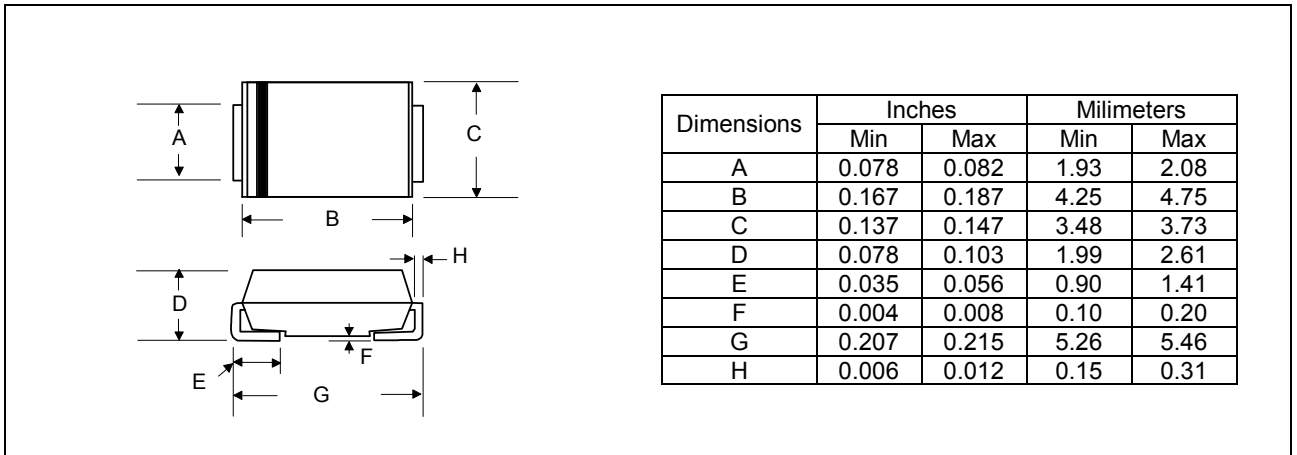 A
C
B
H
D
F
E
G
Dimensions Inches Milimeters
Min Max Min Max
A 0.078 0.082 1.93 2.08
B 0.167 0.187 4.25 4.75
C 0.137 0.147 3.48 3.73
D 0.078 0.103 1.99 2.61
E 0.035 0.056 0.90 1.41
F 0.004 0.008 0.10 0.20
G 0.207 0.215 5.26 5.46
H 0.006 0.012 0.15 0.31